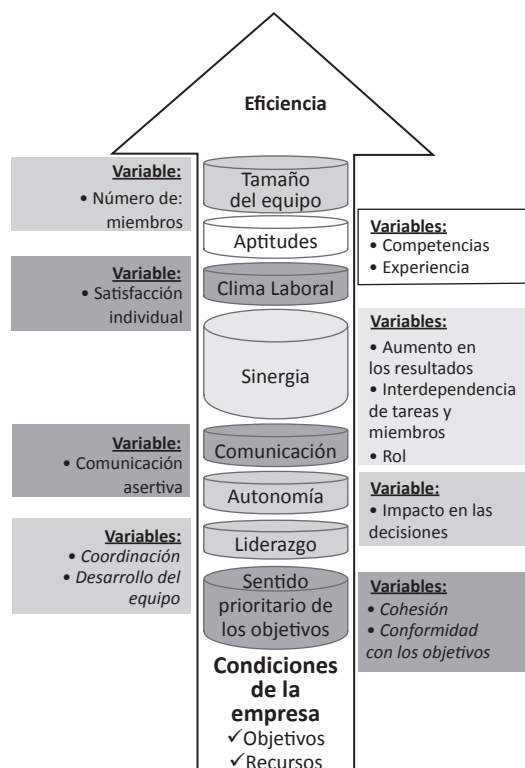 Eficiencia
Variable:
• Número de:
miembros
Tamaño
del equipo
Aptitudes
Variables:
• Competencias
• Experiencia
Variable:
• Satisfacción
individual
Clima Laboral
Sinergia
Variables:
• Aumento en
los resultados
• Interdependencia
de tareas y
miembros
• Rol
Variable:
• Comunicación
asertiva
Comunicación
Autonomía
Variable:
• Impacto en las
decisiones
Variables:
• Coordinación
• Desarrollo del
equipo
Liderazgo
Sentido
prioritario de
los objetivos
Variables:
• Cohesión
• Conformidad
con los objetivos
Condiciones
de la
empresa
✓Objetivos
✓Recursos